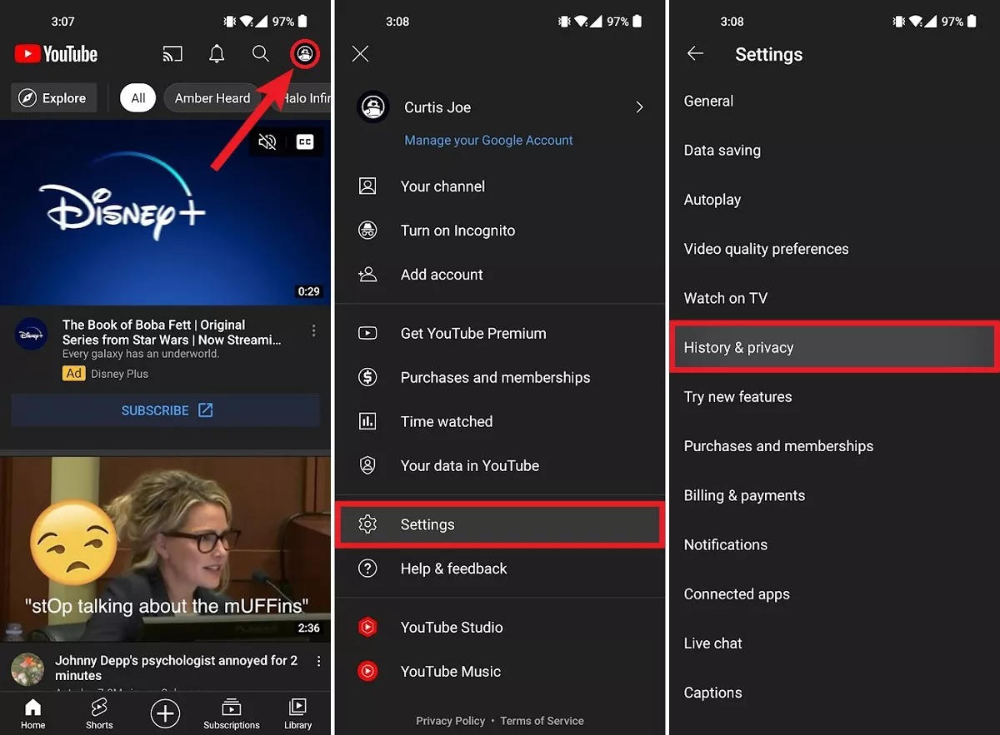 3:07
97%
YouTube
Explore
All
Amber Heard
Halo Infin
CC
Disney+
0:29
Disney+
The Book of Boba Fett | Original
Series from Star Wars | Now Streami...
Every galaxy has an underworld.
Ad Disney Plus
SUBSCRIBE
"stOp talking about the mUFFins"
2:36
Johnny Depp's psychologist annoyed for 2
minutes
Home
Shorts
Subscriptions
Library
3:08
97%
Curtis Joe
Manage your Google Account
Your channel
Turn on Incognito
Add account
Get YouTube Premium
Purchases and memberships
Time watched
Your data in YouTube
Settings
Help & feedback
YouTube Studio
YouTube Music
Privacy Policy • Terms of Service
3:08
97%
Settings
General
Data saving
Autoplay
Video quality preferences
Watch on TV
History & privacy
Try new features
Purchases and memberships
Billing & payments
Notifications
Connected apps
Live chat
Captions